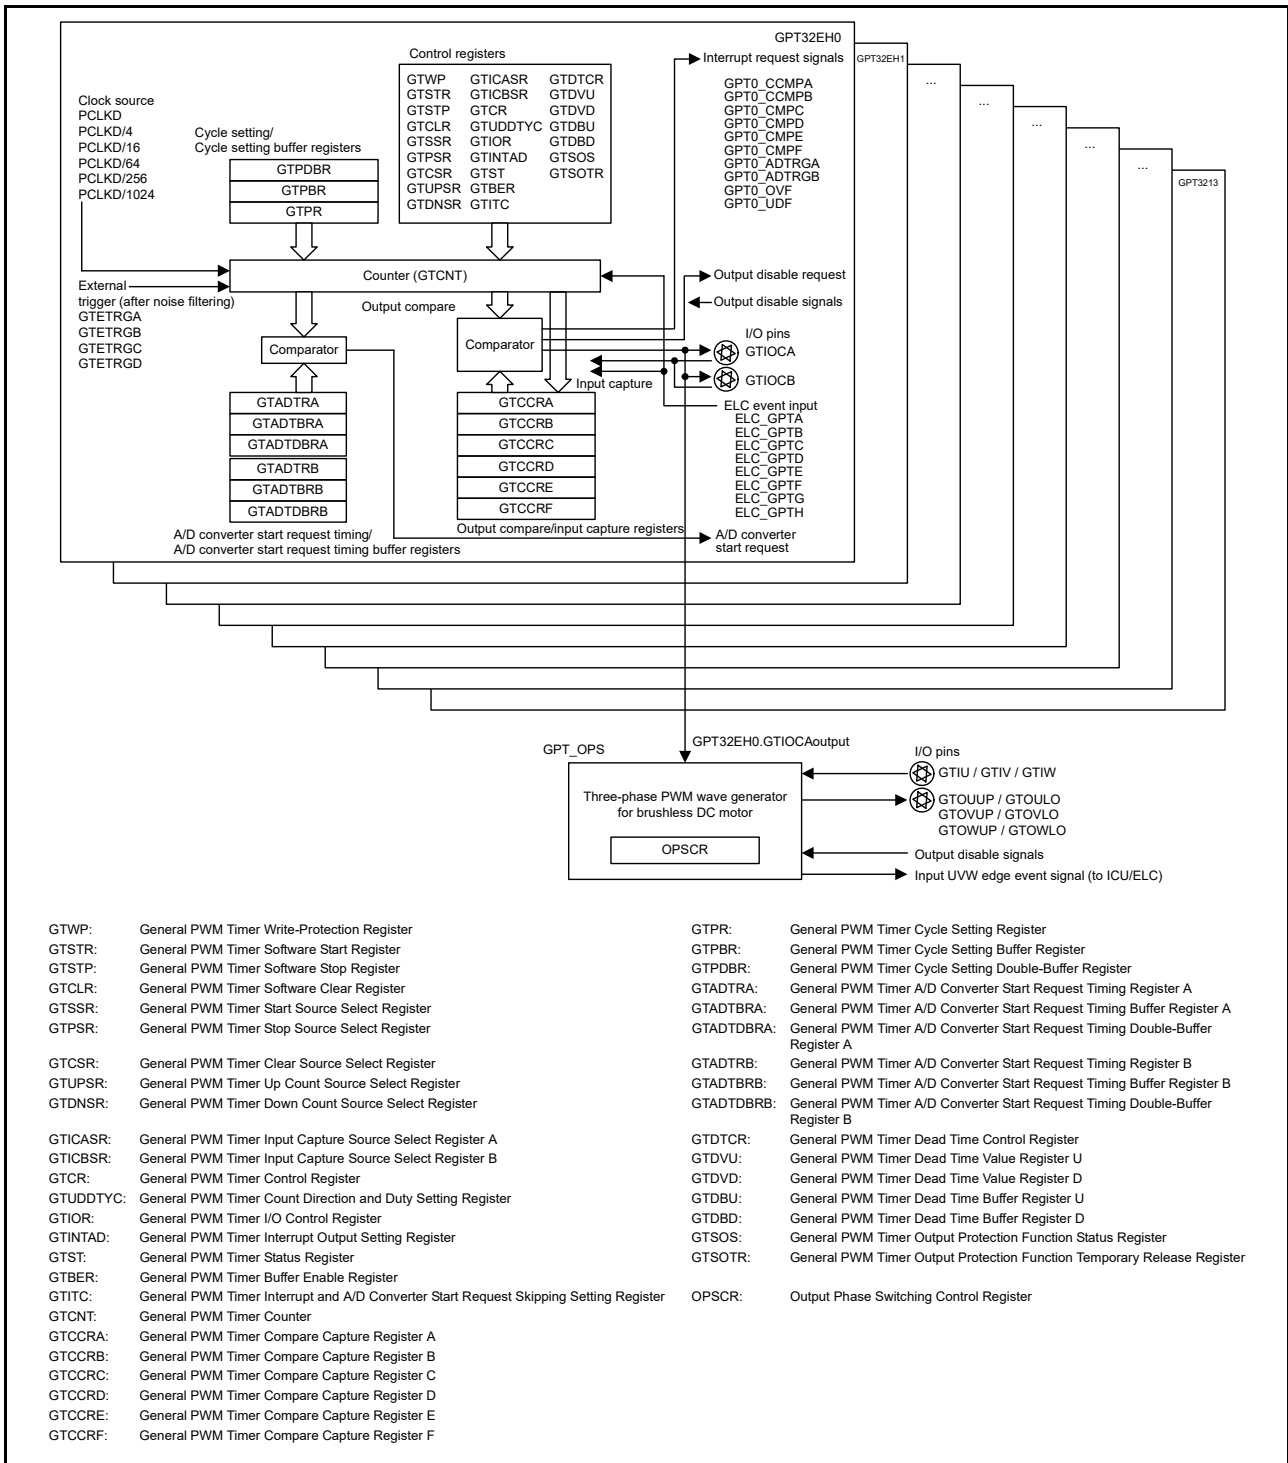 GPT32EH0
GPT32EH1
...
...
...
...
...
GPT3213
Clock source
PCLKD
PCLKD/4
PCLKD/16
PCLKD/64
PCLKD/256
PCLKD/1024
Cycle setting/
Cycle setting buffer registers
GTPDBR
GTPBR
GTPR
Control registers
GTWP GTICASR GTDTCR
GTSTR GTICBSR GTDVU
GTSTP GTCR GTDVD
GTCLR GTUDDTYC GTDBU
GTSSR GTIOR GTDBD
GTPSR GTINTAD GTSOS
GTCSR GTST GTSOTR
GTUPSR GTBER
GTDNSR GTITC
Interrupt request signals
GPT0_CCMPA
GPT0_CCMPB
GPT0_CMPC
GPT0_CMPD
GPT0_CMPE
GPT0_CMPF
GPT0_ADTRGA
GPT0_ADTRGB
GPT0_OVF
GPT0_UDF
Counter (GTCNT)
External
trigger (after noise filtering)
GTETRGA
GTETRGB
GTETRGC
GTETRGD
Output compare
Comparator
Comparator
Output disable request
Output disable signals
I/O pins
GTIOCA
GTIOCB
Input capture
GTADTRA
GTADTBRA
GTADTDBRA
GTADTRB
GTADTBRB
GTADTDBRB
GTCCRA
GTCCRB
GTCCRC
GTCCRD
GTCCRE
GTCCRF
ELC event input
ELC_GPTA
ELC_GPTB
ELC_GPTC
ELC_GPTD
ELC_GPTE
ELC_GPTF
ELC_GPTG
ELC_GPTH
A/D converter start request timing/
A/D converter start request timing buffer registers
Output compare/input capture registers
A/D converter
start request
GPT_OPS
GPT32EH0.GTIOCAoutput
Three-phase PWM wave generator
for brushless DC motor
OPSCR
I/O pins
GTIU / GTIV / GTIW
GTOUUP / GTOULO
GTOVUP / GTOVLO
GTOWUP / GTOWLO
Output disable signals
Input UVW edge event signal (to ICU/ELC)
GTWP: General PWM Timer Write-Protection Register
GTSTR: General PWM Timer Software Start Register
GTSTP: General PWM Timer Software Stop Register
GTCLR: General PWM Timer Software Clear Register
GTSSR: General PWM Timer Start Source Select Register
GTPSR: General PWM Timer Stop Source Select Register
GTCSR: General PWM Timer Clear Source Select Register
GTUPSR: General PWM Timer Up Count Source Select Register
GTDNSR: General PWM Timer Down Count Source Select Register
GTICASR: General PWM Timer Input Capture Source Select Register A
GTICBSR: General PWM Timer Input Capture Source Select Register B
GTCR: General PWM Timer Control Register
GTUDDTYC: General PWM Timer Count Direction and Duty Setting Register
GTIOR: General PWM Timer I/O Control Register
GTINTAD: General PWM Timer Interrupt Output Setting Register
GTST: General PWM Timer Status Register
GTBER: General PWM Timer Buffer Enable Register
GTITC: General PWM Timer Interrupt and A/D Converter Start Request Skipping Setting Register
GTCNT: General PWM Timer Counter
GTCCRA: General PWM Timer Compare Capture Register A
GTCCRB: General PWM Timer Compare Capture Register B
GTCCRC: General PWM Timer Compare Capture Register C
GTCCRD: General PWM Timer Compare Capture Register D
GTCCRE: General PWM Timer Compare Capture Register E
GTCCRF: General PWM Timer Compare Capture Register F
GTPR: General PWM Timer Cycle Setting Register
GTPBR: General PWM Timer Cycle Setting Buffer Register
GTPDBR: General PWM Timer Cycle Setting Double-Buffer Register
GTADTRA: General PWM Timer A/D Converter Start Request Timing Register A
GTADTBRA: General PWM Timer A/D Converter Start Request Timing Buffer Register A
GTADTDBRA: General PWM Timer A/D Converter Start Request Timing Double-Buffer
Register A
GTADTRB: General PWM Timer A/D Converter Start Request Timing Register B
GTADTBRB: General PWM Timer A/D Converter Start Request Timing Buffer Register B
GTADTDBRB: General PWM Timer A/D Converter Start Request Timing Double-Buffer
Register B
GTDTCR: General PWM Timer Dead Time Control Register
GTDVU: General PWM Timer Dead Time Value Register U
GTDVD: General PWM Timer Dead Time Value Register D
GTDBU: General PWM Timer Dead Time Buffer Register U
GTDBD: General PWM Timer Dead Time Buffer Register D
GTSOS: General PWM Timer Output Protection Function Status Register
GTSOTR: General PWM Timer Output Protection Function Temporary Release Register
OPSCR: Output Phase Switching Control Register